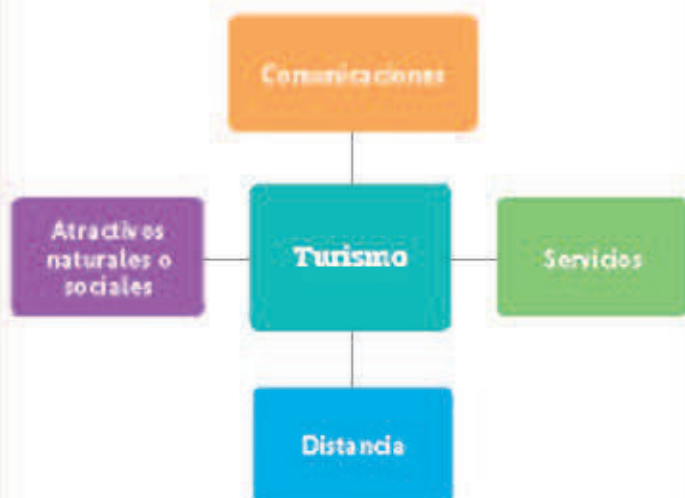 Comunicaciones
Atractivos
naturales o
sociales
Turismo
Servicios
Distancia